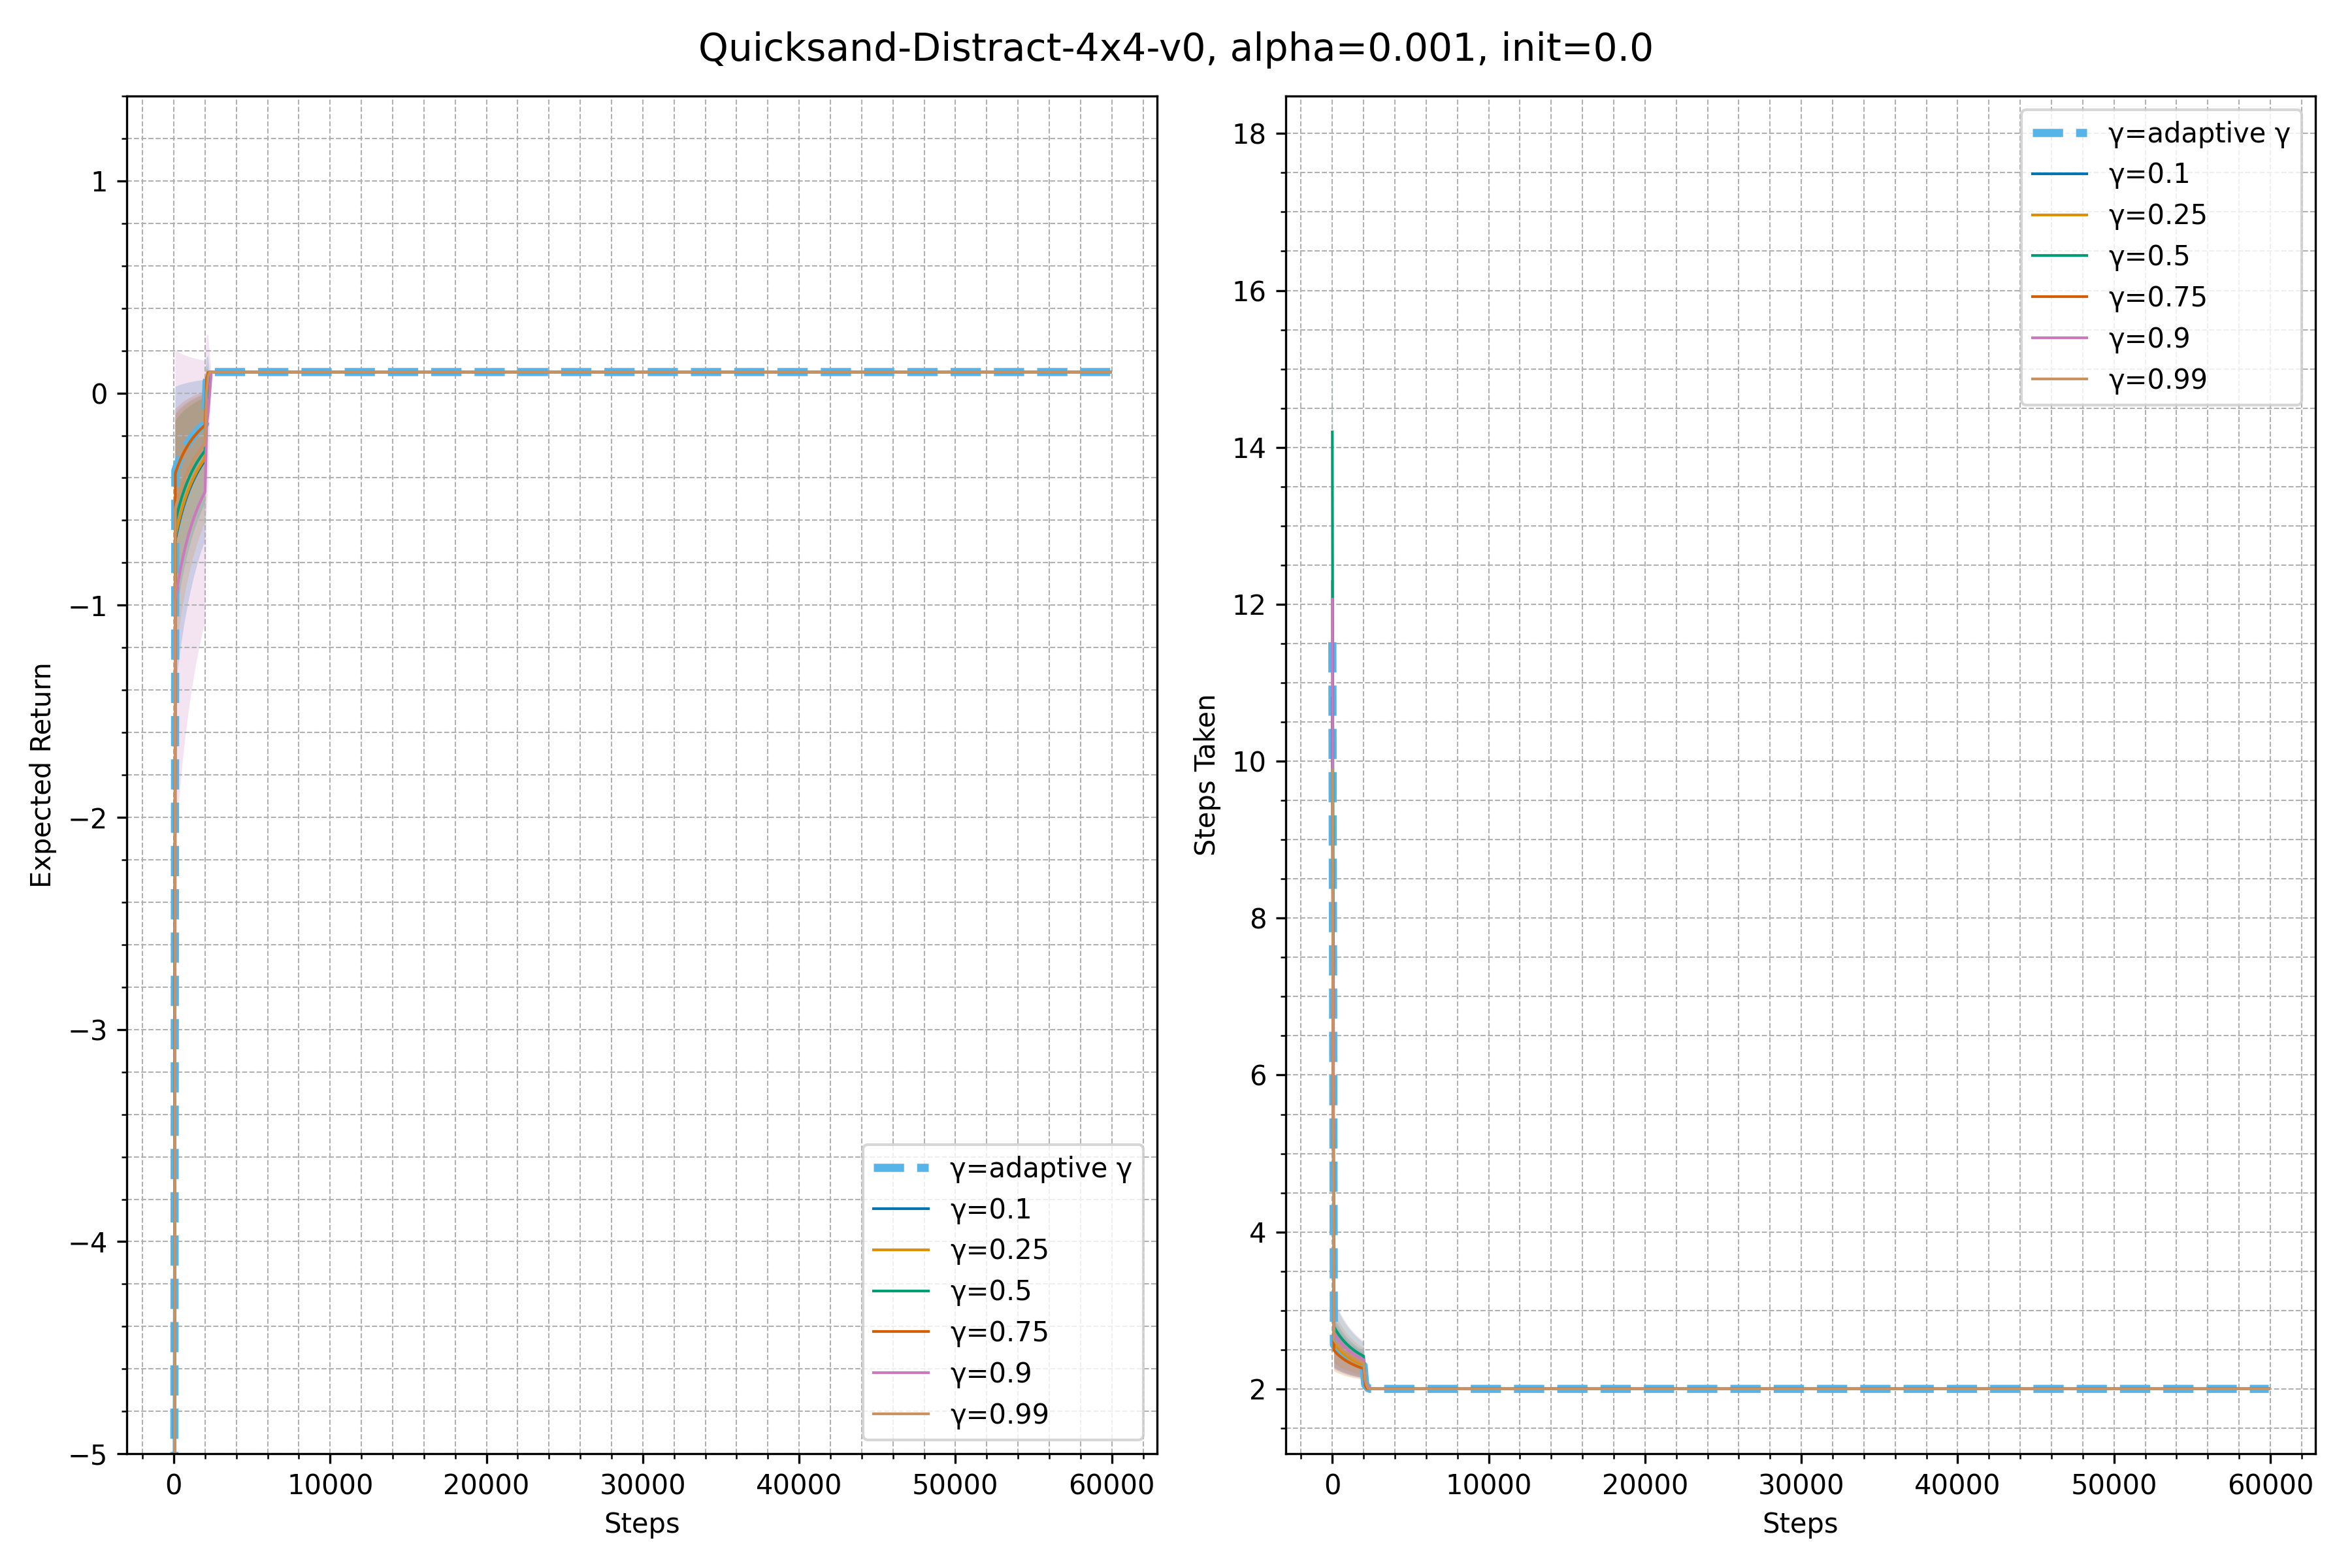 Quicksand-Distract-4x4-v0, alpha=0.001, init=0.0
Expected Return
1
0
−1
−2
−3
−4
−5
0 10000 20000 30000 40000 50000 60000
Steps
γ=adaptive γ
γ=0.1
γ=0.25
γ=0.5
γ=0.75
γ=0.9
γ=0.99
Steps Taken
18
16
14
12
10
8
6
4
2
0 10000 20000 30000 40000 50000 60000
Steps
γ=adaptive γ
γ=0.1
γ=0.25
γ=0.5
γ=0.75
γ=0.9
γ=0.99